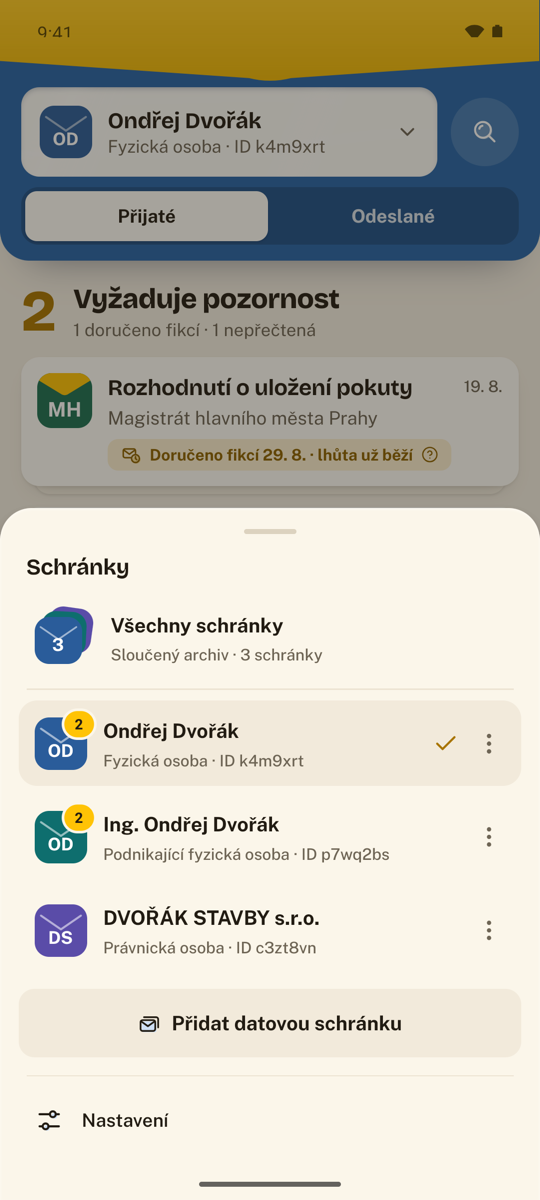 9:41
OD
Ondřej Dvořák
Fyzická osoba · ID k4m9xrt
Přijaté
Odeslané
2
Vyžaduje pozornost
1 doručeno fikcí · 1 nepřečtená
MH
Rozhodnutí o uložení pokuty
19. 8.
Magistrát hlavního města Prahy
Doručeno fikcí 29. 8. · lhůta už běží
Schránky
3
Všechny schránky
Sloučený archiv · 3 schránky
2
OD
Ondřej Dvořák
Fyzická osoba · ID k4m9xrt
2
OD
Ing. Ondřej Dvořák
Podnikající fyzická osoba · ID p7wq2bs
DS
DVOŘÁK STAVBY s.r.o.
Právnická osoba · ID c3zt8vn
Přidat datovou schránku
Nastavení